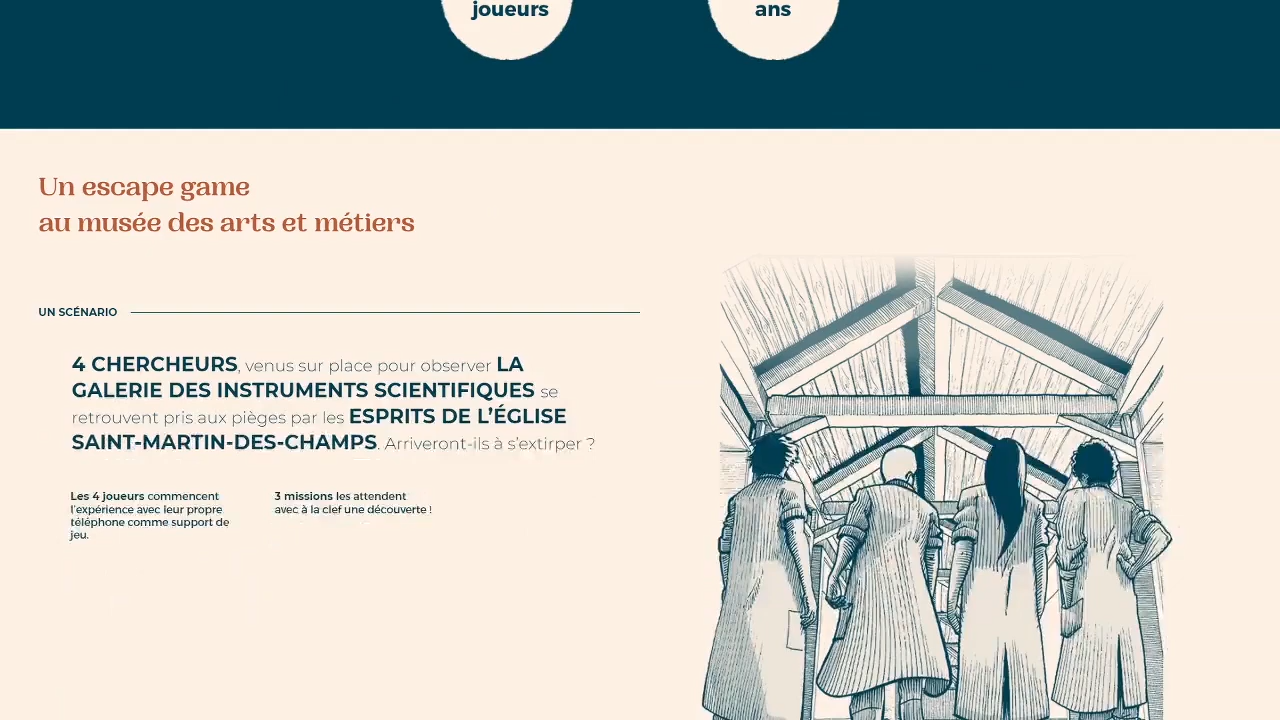 joueurs
ans
Un escape game
au musée des arts et métiers
UN SCÉNARIO
4 CHERCHEURS, venus sur place pour observer LA
GALERIE DES INSTRUMENTS SCIENTIFIQUES se
retrouvent pris aux pièges par les ESPRITS DE L’ÉGLISE
SAINT-MARTIN-DES-CHAMPS. Arriveront-ils à s’extirper ?
Les 4 joueurs commencent
l’expérience avec leur propre
téléphone comme support de
jeu.
3 missions les attendent
avec à la clef une découverte !